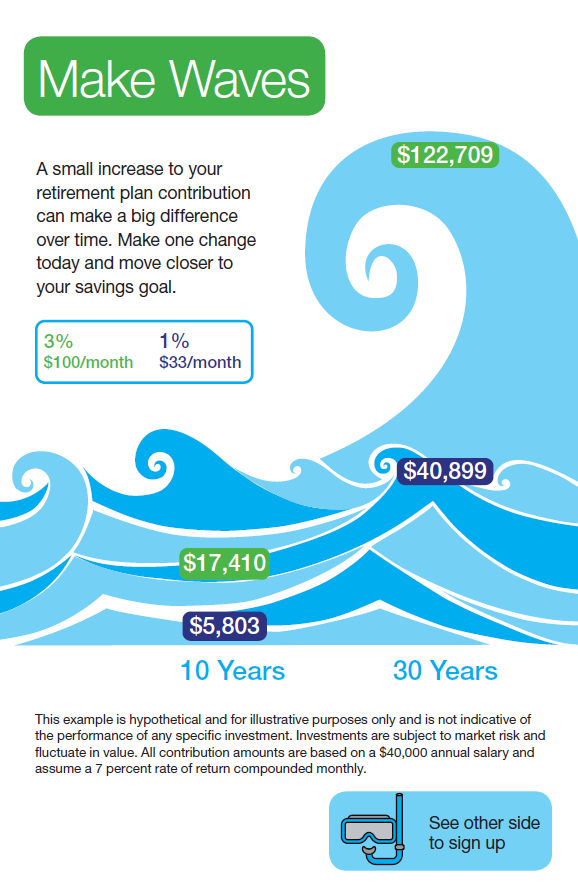 Make Waves
A small increase to your
retirement plan contribution
can make a big difference
over time. Make one change
today and move closer to
your savings goal.
3% 1%
$100/month $33/month
$122,709
$40,899
$17,410
$5,803
10 Years 30 Years
This example is hypothetical and for illustrative purposes only and is not indicative of
the performance of any specific investment. Investments are subject to market risk and
fluctuate in value. All contribution amounts are based on a $40,000 annual salary and
assume a 7 percent rate of return compounded monthly.
See other side
to sign up